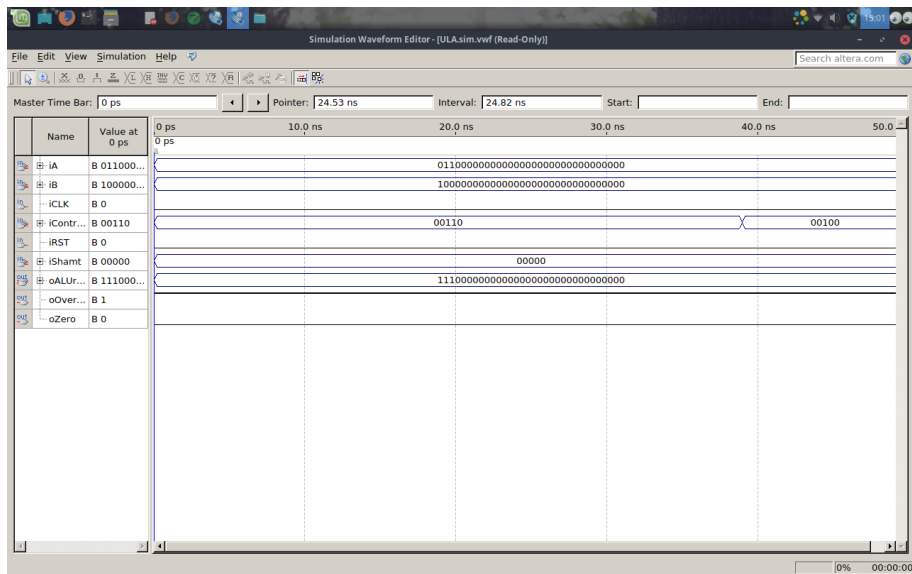 15:01
Simulation Waveform Editor - [ULA.sim.vwf (Read-Only)]
File Edit View Simulation Help
Search altera.com
Master Time Bar: 0 ps Pointer: 24.53 ns Interval: 24.82 ns Start: End:
Name Value at 0 ps
0 ps 10.0 ns 20.0 ns 30.0 ns 40.0 ns 50.0
0 ps
iA B 011000... 01100000000000000000000000000000
iB B 100000... 10000000000000000000000000000000
iCLK B 0
iContr... B 00110 00110 00100
iRST B 0
iShamt B 00000 00000
oALUr... B 111000... 11100000000000000000000000000000
oOver... B 1
oZero B 0
0% 00:00:00